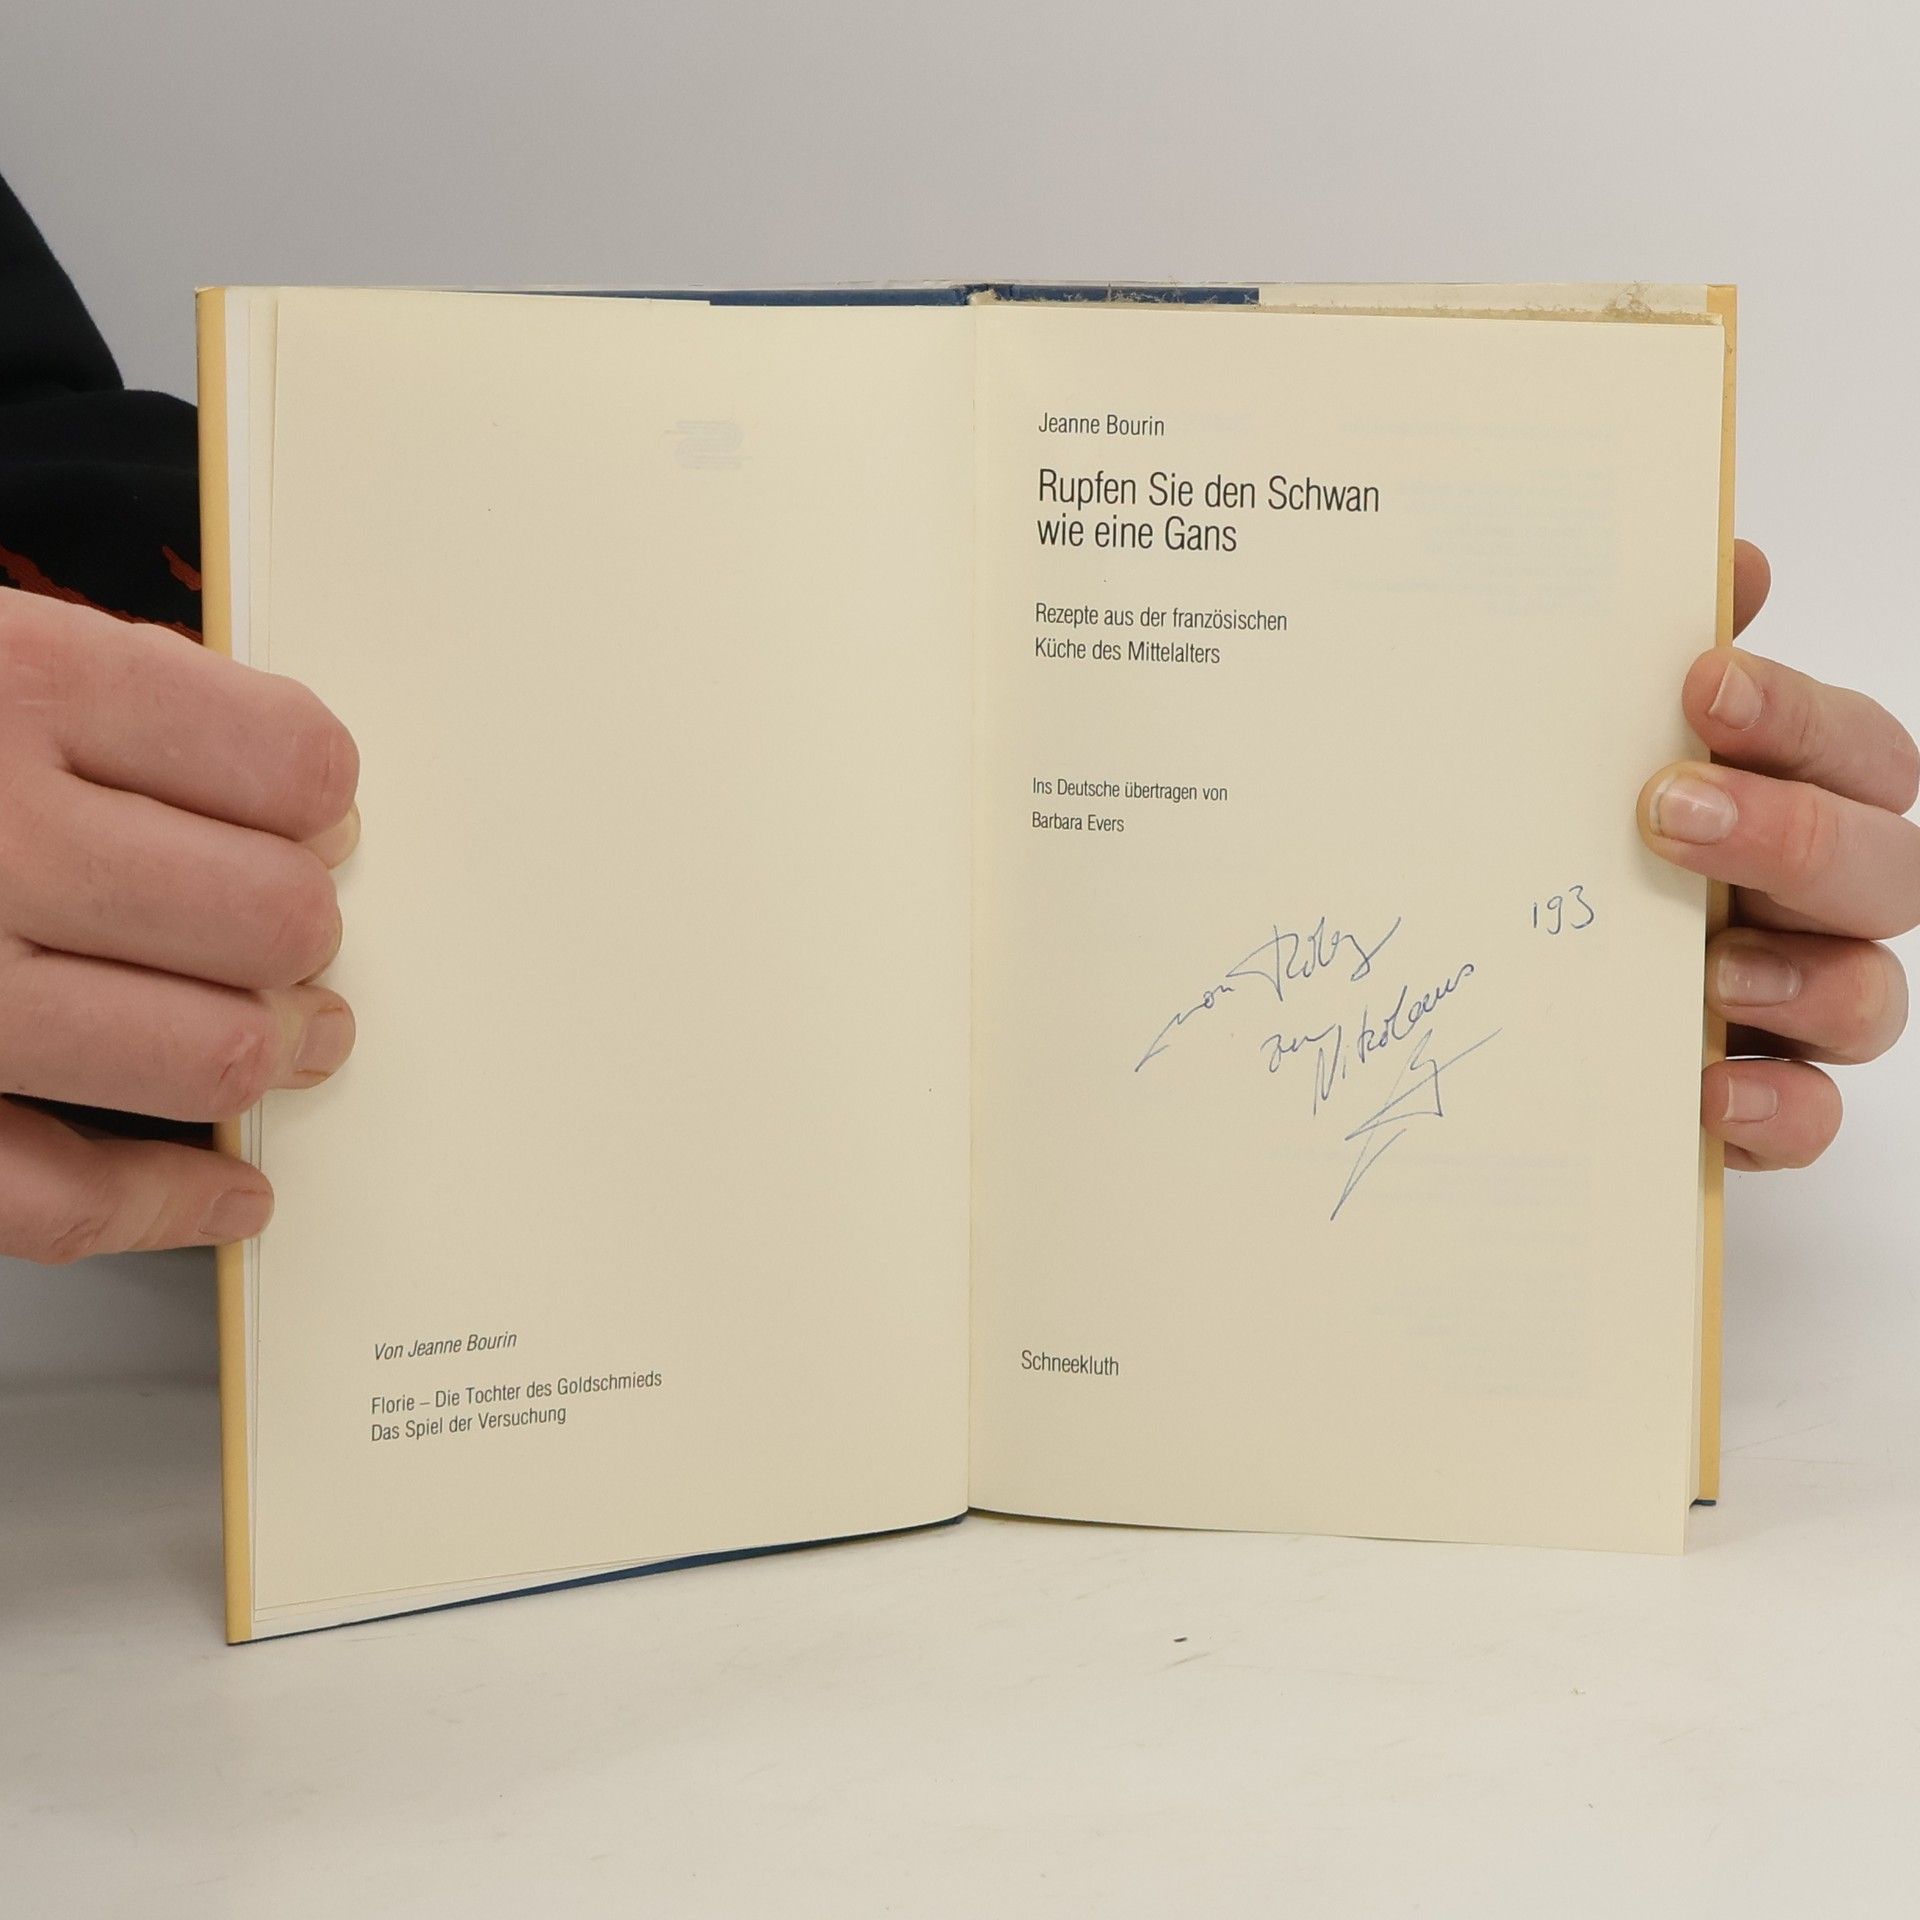 Von Jeanne Bourin
Florie – Die Tochter des Goldschmieds
Das Spiel der Versuchung
Jeanne Bourin
Rupfen Sie den Schwan
wie eine Gans
Rezepte aus der französischen
Küche des Mittelalters
Ins Deutsche übertragen von
Barbara Evers
193
von
zum
Nikolaus
Schneekluth